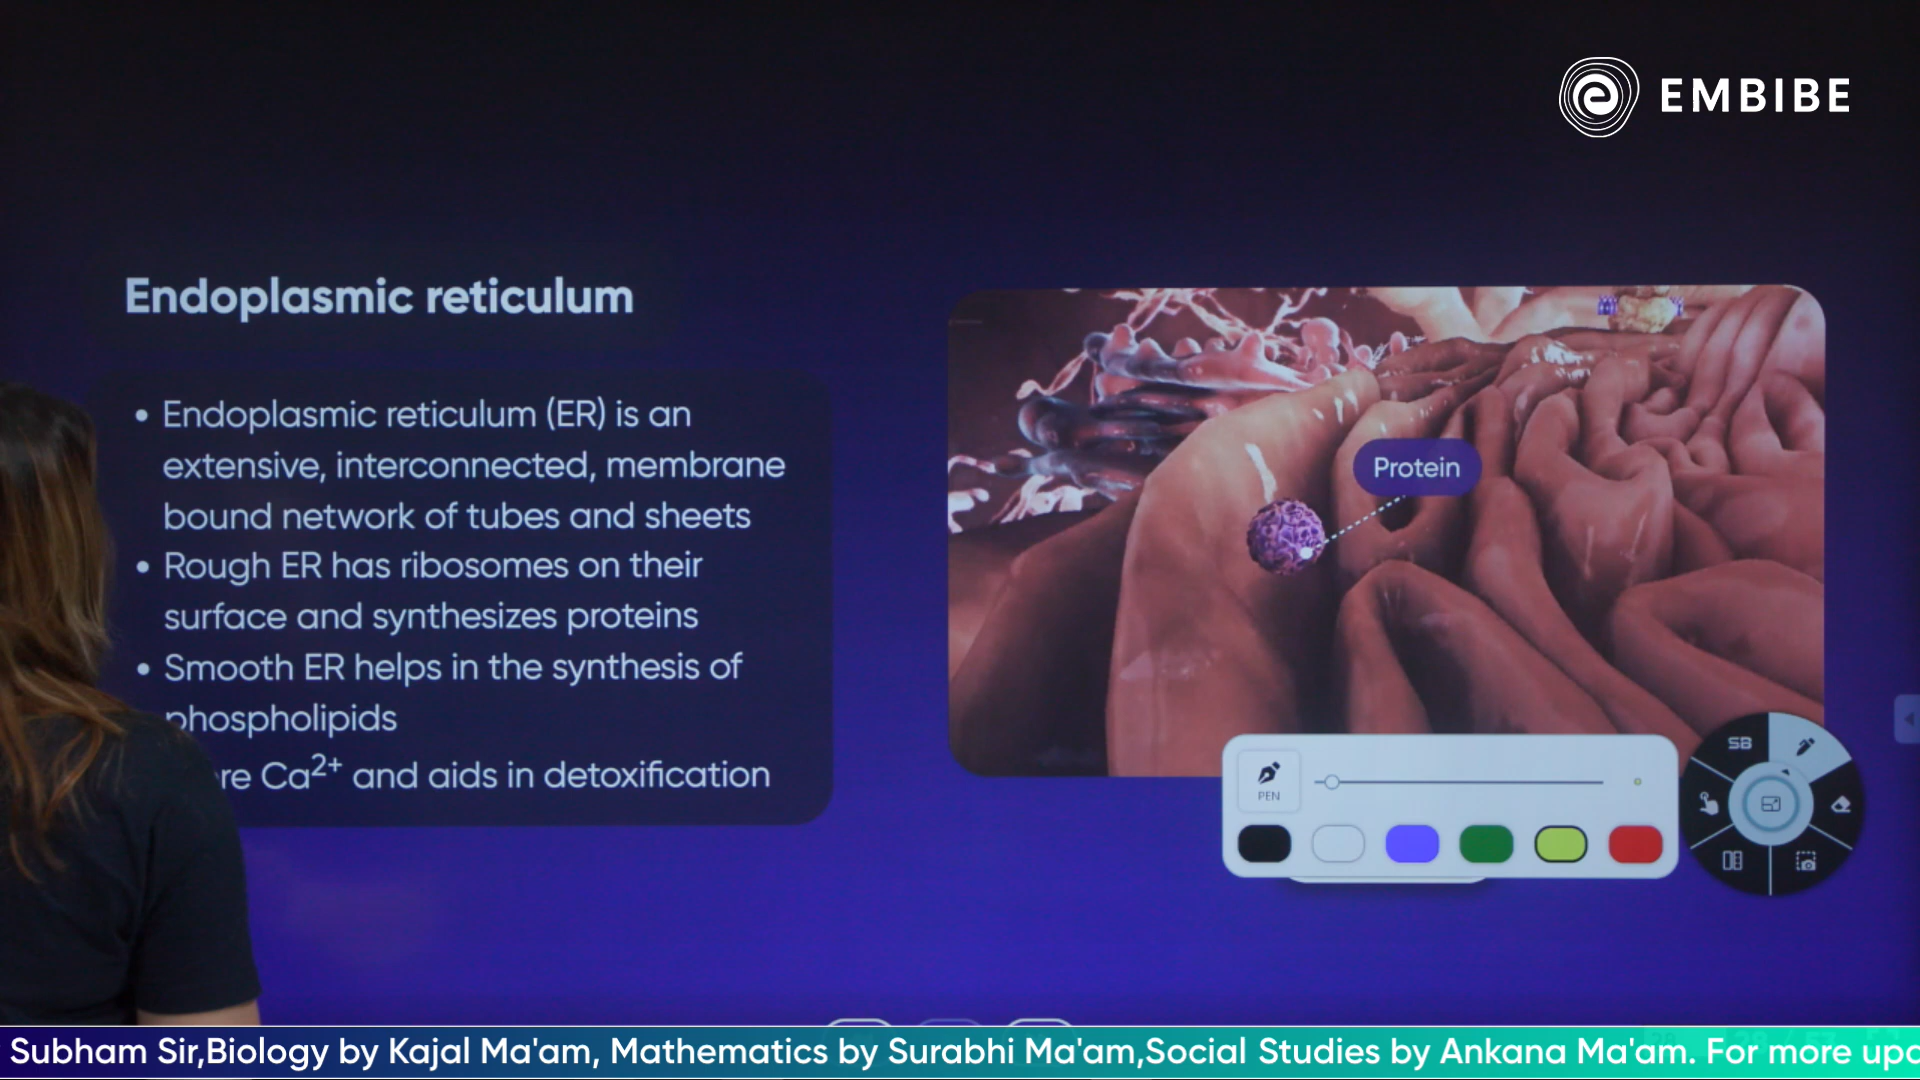 EMBIBE
Endoplasmic reticulum
• Endoplasmic reticulum (ER) is an
extensive, interconnected, membrane
bound network of tubes and sheets
• Rough ER has ribosomes on their
surface and synthesizes proteins
• Smooth ER helps in the synthesis of
phospholipids
Ca²⁺ and aids in detoxification
Protein
SB
PEN
Subham Sir,Biology by Kajal Ma'am, Mathematics by Surabhi Ma'am,Social Studies by Ankana Ma'am. For more